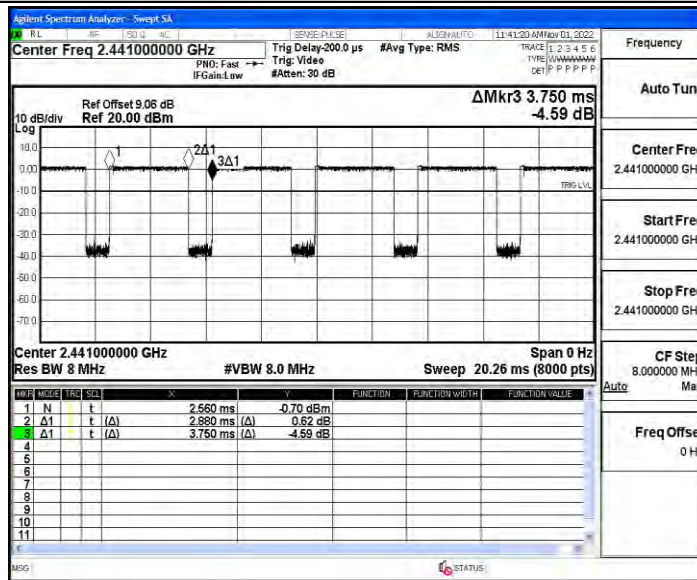 Agilent Spectrum Analyzer - Swept SA
RL RF 50 Ω AC SENSE:PULSE ALIGNAUTO 11:41:20 AMNov 01, 2022
Center Freq 2.441000000 GHz
PNO: Fast
IFGain:Low
Trig Delay-200.0 µs
Trig: Video
#Atten: 30 dB
#Avg Type: RMS
TRACE 1 2 3 4 5 6
TYPE WWWWWW
DET P P P P P P
Frequency
ΔMkr3 3.750 ms
-4.59 dB
Ref Offset 9.06 dB
10 dB/div Ref 20.00 dBm
Log
10.0
0.00
-10.0
-20.0
-30.0
-40.0
-50.0
-60.0
-70.0
1
2Δ1
3Δ1
TRIG LVL
Center 2.441000000 GHz Span 0 Hz
Res BW 8 MHz #VBW 8.0 MHz Sweep 20.26 ms (8000 pts)
MKR MODE TRC SCL X Y FUNCTION FUNCTION WIDTH FUNCTION VALUE
1 N t 2.560 ms -0.70 dBm
2 Δ1 t (Δ) 2.880 ms (Δ) 0.62 dB
3 Δ1 t (Δ) 3.750 ms (Δ) -4.59 dB
4
5
6
7
8
9
10
11
MSG STATUS
Auto Tun
Center Fre
2.441000000 GH
Start Fre
2.441000000 GH
Stop Fre
2.441000000 GH
CF Ste
8.000000 MH
Auto Ma
Freq Offse
0 H